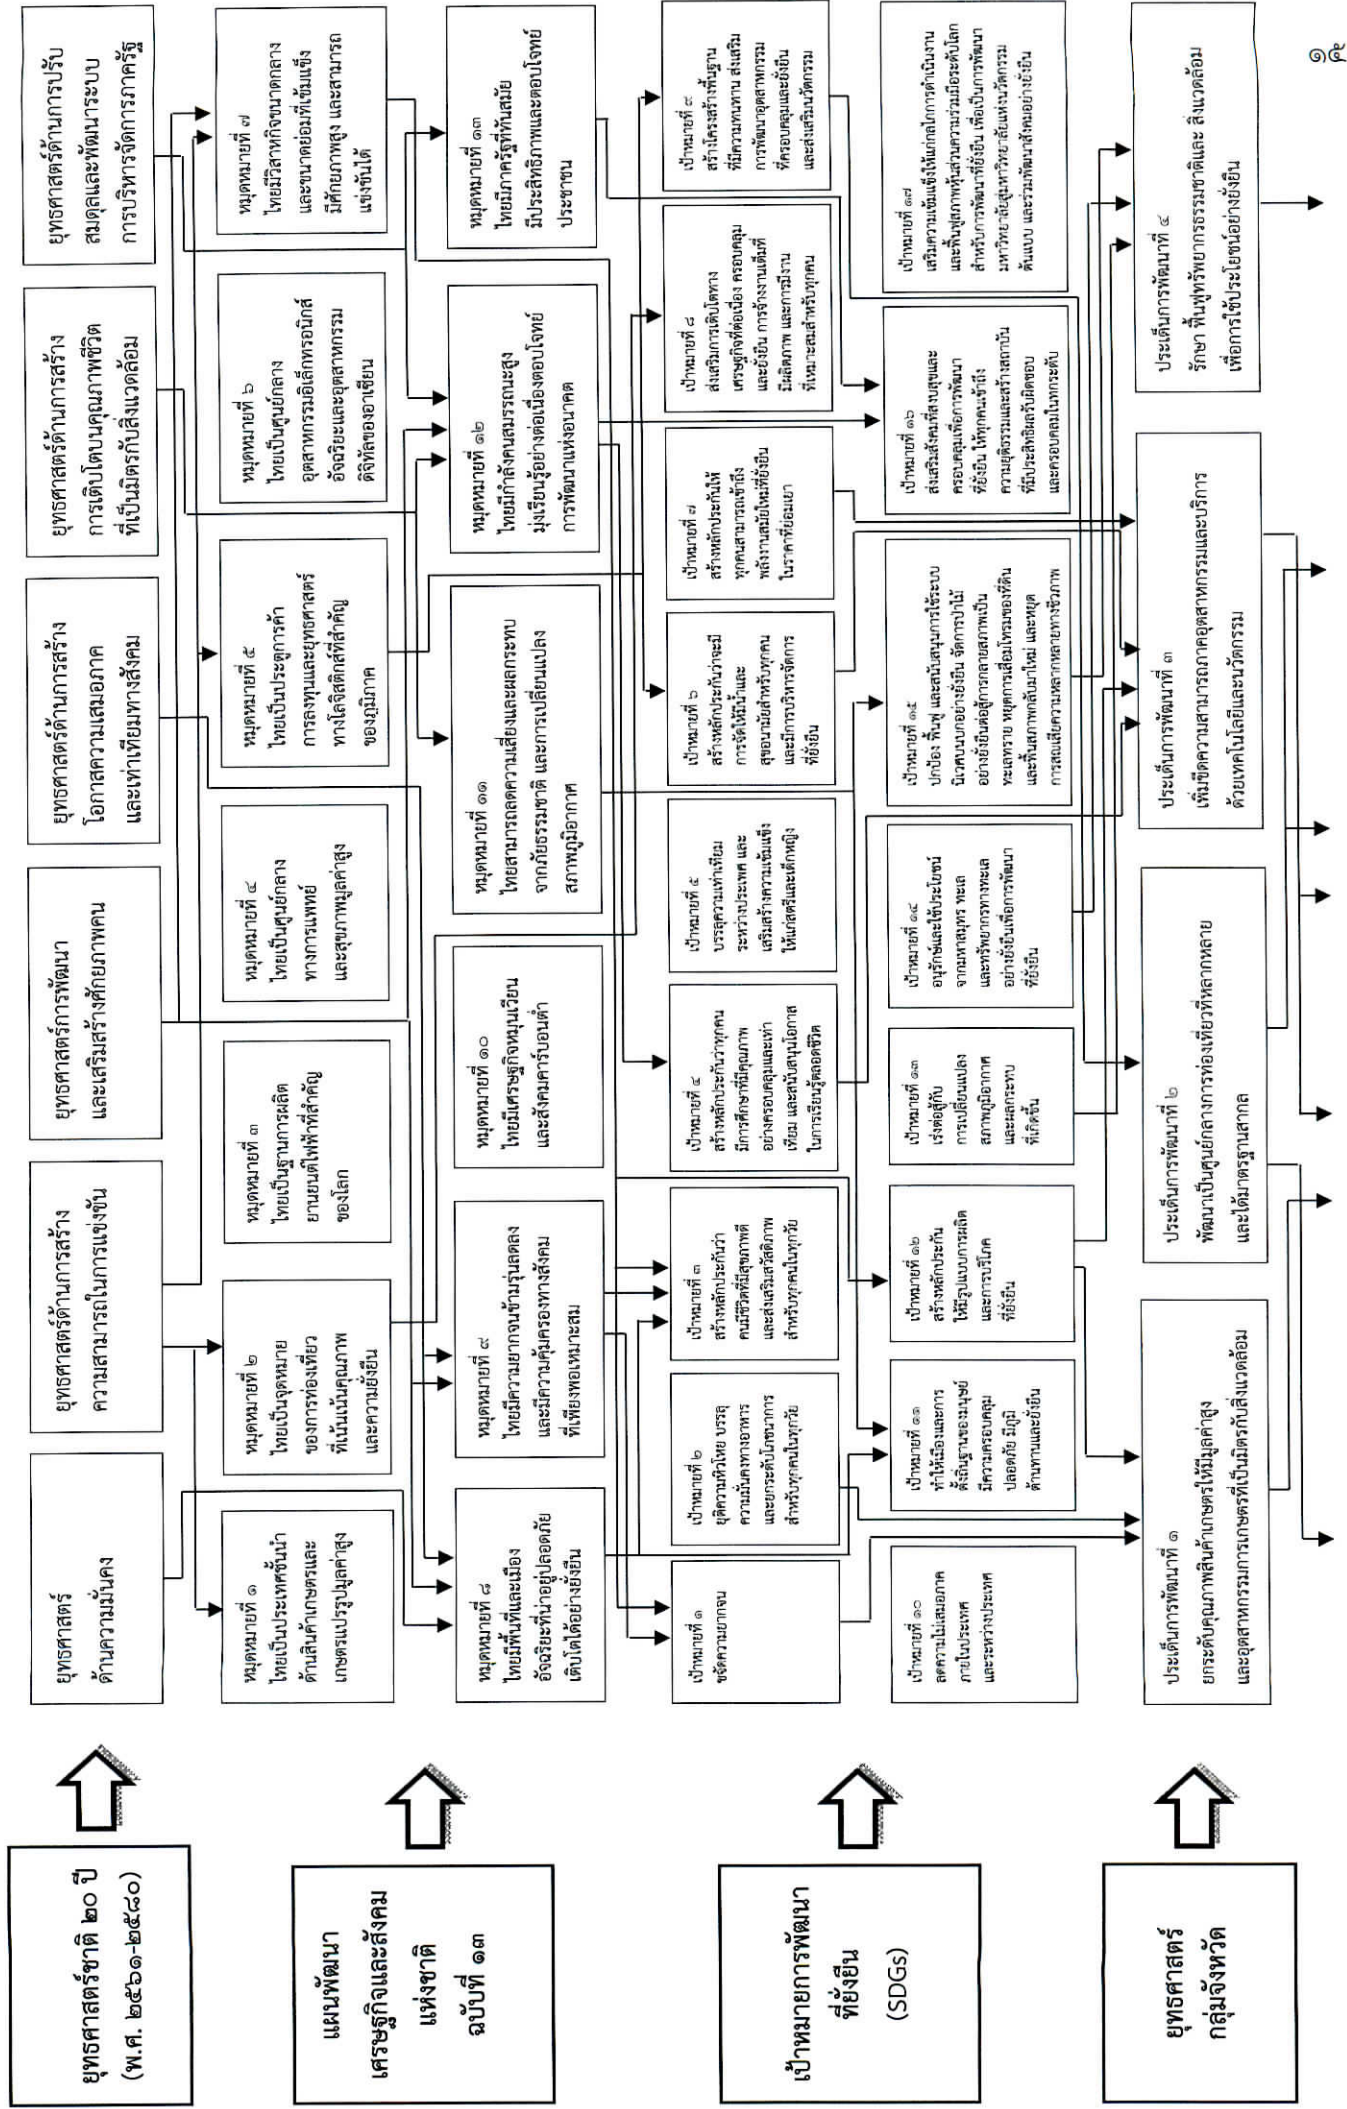 ๑๕
ยุทธศาสตร์ชาติ ๒๐ ปี
(พ.ศ. ๒๕๖๑-๒๕๘๐)
ยุทธศาสตร์
ด้านความมั่นคง
ยุทธศาสตร์ด้านการสร้าง
ความสามารถในการแข่งขัน
ยุทธศาสตร์การพัฒนา
และเสริมสร้างศักยภาพคน
ยุทธศาสตร์ด้านการสร้าง
โอกาสความเสมอภาค
และเท่าเทียมทางสังคม
ยุทธศาสตร์ด้านการสร้าง
การเติบโตบนคุณภาพชีวิต
ที่เป็นมิตรกับสิ่งแวดล้อม
ยุทธศาสตร์ด้านการปรับ
สมดุลและพัฒนาระบบ
การบริหารจัดการภาครัฐ
แผนพัฒนา
เศรษฐกิจและสังคม
แห่งชาติ
ฉบับที่ ๑๓
หมุดหมายที่ ๑
ไทยเป็นประเทศชั้นนำ
ด้านสินค้าเกษตรและ
เกษตรแปรรูปมูลค่าสูง
หมุดหมายที่ ๒
ไทยเป็นจุดหมาย
ของการท่องเที่ยว
ที่เน้นเน้นคุณภาพ
และความยั่งยืน
หมุดหมายที่ ๓
ไทยเป็นฐานการผลิต
ยานยนต์ไฟฟ้าที่สำคัญ
ของโลก
หมุดหมายที่ ๔
ไทยเป็นศูนย์กลาง
ทางการแพทย์
และสุขภาพมูลค่าสูง
หมุดหมายที่ ๕
ไทยเป็นประตูการค้า
การลงทุนและยุทธศาสตร์
ทางโลจิสติกส์ที่สำคัญ
ของภูมิภาค
หมุดหมายที่ ๖
ไทยเป็นศูนย์กลาง
อุตสาหกรรมอิเล็กทรอนิกส์
อัจฉริยะและอุตสาหกรรม
ดิจิทัลของอาเซียน
หมุดหมายที่ ๗
ไทยมีวิสาหกิจขนาดกลาง
และขนาดย่อมที่เข้มแข็ง
มีศักยภาพสูง และสามารถ
แข่งขันได้
หมุดหมายที่ ๘
ไทยมีพื้นที่และเมือง
อัจฉริยะที่น่าอยู่ปลอดภัย
เติบโตได้อย่างยั่งยืน
หมุดหมายที่ ๙
ไทยมีความยากจนข้ามรุ่นลดลง
และมีความคุ้มครองทางสังคม
ที่เพียงพอเหมาะสม
หมุดหมายที่ ๑๐
ไทยมีเศรษฐกิจหมุนเวียน
และสังคมคาร์บอนต่ำ
หมุดหมายที่ ๑๑
ไทยสามารถลดความเสี่ยงและผลกระทบ
จากภัยธรรมชาติ และการเปลี่ยนแปลง
สภาพภูมิอากาศ
หมุดหมายที่ ๑๒
ไทยมีกำลังคนสมรรถนะสูง
มุ่งเรียนรู้อย่างต่อเนื่องตอบโจทย์
การพัฒนาแห่งอนาคต
หมุดหมายที่ ๑๓
ไทยมีภาครัฐที่ทันสมัย
มีประสิทธิภาพและตอบโจทย์
ประชาชน
เป้าหมายการพัฒนา
ที่ยั่งยืน
(SDGs)
เป้าหมายที่ ๑
ขจัดความยากจน
เป้าหมายที่ ๒
ยุติความหิวโหย บรรลุ
ความมั่นคงทางอาหาร
และยกระดับโภชนาการ
สำหรับทุกคนในทุกวัย
เป้าหมายที่ ๓
สร้างหลักประกันว่า
คนมีชีวิตที่มีสุขภาพดี
และส่งเสริมสวัสดิภาพ
สำหรับทุกคนในทุกวัย
เป้าหมายที่ ๔
สร้างหลักประกันว่าทุกคน
มีการศึกษาที่มีคุณภาพ
อย่างครอบคลุมและเท่า
เทียม และสนับสนุนโอกาส
ในการเรียนรู้ตลอดชีวิต
เป้าหมายที่ ๕
บรรลุความเท่าเทียม
ระหว่างประเทศ และ
เสริมสร้างความเข้มแข็ง
ให้แก่สตรีและเด็กหญิง
เป้าหมายที่ ๖
สร้างหลักประกันว่าจะมี
การจัดให้มีน้ำและ
สุขอนามัยสำหรับทุกคน
และมีการบริหารจัดการ
ที่ยั่งยืน
เป้าหมายที่ ๗
สร้างหลักประกันให้
ทุกคนสามารถเข้าถึง
พลังงานสมัยใหม่ที่ยั่งยืน
ในราคาที่ย่อมเยา
เป้าหมายที่ ๘
ส่งเสริมการเติบโตทาง
เศรษฐกิจที่ต่อเนื่อง ครอบคลุม
และยั่งยืน การจ้างงานเต็มที่
มีผลิตภาพ และการมีงาน
ที่เหมาะสมสำหรับทุกคน
เป้าหมายที่ ๙
สร้างโครงสร้างพื้นฐาน
ที่มีความทนทาน ส่งเสริม
การพัฒนาอุตสาหกรรม
ที่ครอบคลุมและยั่งยืน
และส่งเสริมนวัตกรรม
เป้าหมายที่ ๑๐
ลดความไม่เสมอภาค
ภายในประเทศ
และระหว่างประเทศ
เป้าหมายที่ ๑๑
ทำให้เมืองและการ
ตั้งถิ่นฐานของมนุษย์
มีความครอบคลุม
ปลอดภัย มีภูมิ
ต้านทานและยั่งยืน
เป้าหมายที่ ๑๒
สร้างหลักประกัน
ให้มีรูปแบบการผลิต
และการบริโภค
ที่ยั่งยืน
เป้าหมายที่ ๑๓
เร่งต่อสู้กับ
การเปลี่ยนแปลง
สภาพภูมิอากาศ
และผลกระทบ
ที่เกิดขึ้น
เป้าหมายที่ ๑๔
อนุรักษ์และใช้ประโยชน์
จากมหาสมุทร ทะเล
และทรัพยากรทางทะเล
อย่างยั่งยืนเพื่อการพัฒนา
ที่ยั่งยืน
เป้าหมายที่ ๑๕
ปกป้อง ฟื้นฟู และสนับสนุนการใช้ระบบ
นิเวศบนบกอย่างยั่งยืน จัดการป่าไม้
อย่างยั่งยืนต่อสู้การกลายสภาพเป็น
ทะเลทราย หยุดการเสื่อมโทรมของที่ดิน
และฟื้นสภาพกลับมาใหม่ และหยุด
การสูญเสียความหลากหลายทางชีวภาพ
เป้าหมายที่ ๑๖
ส่งเสริมสังคมที่สงบสุขและ
ครอบคลุมเพื่อการพัฒนา
ที่ยั่งยืน ให้ทุกคนเข้าถึง
ความยุติธรรมและสร้างสถาบัน
ที่มีประสิทธิผลรับผิดชอบ
และครอบคลุมในทุกระดับ
เป้าหมายที่ ๑๗
เสริมความเข้มแข็งให้แก่กลไกการดำเนินงาน
และฟื้นฟูสภาพหุ้นส่วนความร่วมมือระดับโลก
สำหรับการพัฒนาที่ยั่งยืน เพื่อเป็นการพัฒนา
มหาวิทยาลัยสู่มหาวิทยาลัยแห่งนวัตกรรม
ต้นแบบ และร่วมพัฒนาสังคมอย่างยั่งยืน
ยุทธศาสตร์
กลุ่มจังหวัด
ประเด็นการพัฒนาที่ ๑
ยกระดับคุณภาพสินค้าเกษตรให้มีมูลค่าสูง
และอุตสาหกรรมการเกษตรที่เป็นมิตรกับสิ่งแวดล้อม
ประเด็นการพัฒนาที่ ๒
พัฒนาเป็นศูนย์กลางการท่องเที่ยวที่หลากหลาย
และได้มาตรฐานสากล
ประเด็นการพัฒนาที่ ๓
เพิ่มขีดความสามารถภาคอุตสาหกรรมและบริการ
ด้วยเทคโนโลยีและนวัตกรรม
ประเด็นการพัฒนาที่ ๔
รักษา ฟื้นฟูทรัพยากรธรรมชาติและ สิ่งแวดล้อม
เพื่อการใช้ประโยชน์อย่างยั่งยืน